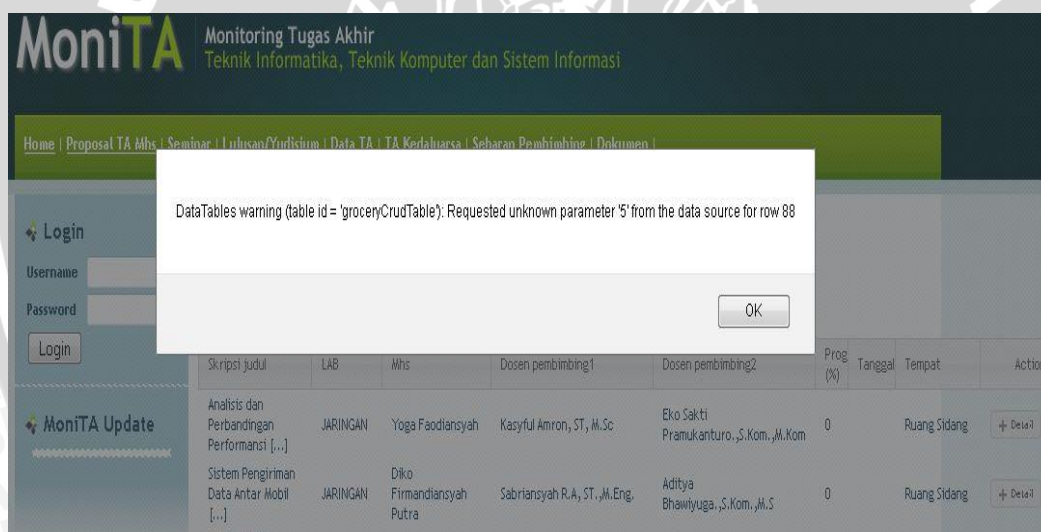 MoniTA
Monitoring Tugas Akhir
Teknik Informatika, Teknik Komputer dan Sistem Informasi
Home | Proposal TA Mhs | Seminar | Lulusan/Yudisium | Data TA | TA Kedaluarsa | Sebaran Pembimbing | Dokumen |
DataTables warning (table id = 'groceryCrudTable'): Requested unknown parameter '5' from the data source for row 88
OK
Login
Username
Password
Login
MoniTA Update
Skripsi judul LAB Mhs Dosen pembimbing1 Dosen pembimbing2 Prog (%) Tanggal Tempat Action
Analisis dan
Perbandingan
Performansi [...]
JARINGAN
Yoga Faodiansyah
Kasyful Amron, ST, M.Sc
Eko Sakti
Pramukanturo.,S.Kom.,M.Kom
0
Ruang Sidang
+ Detail
Sistem Pengiriman
Data Antar Mobil
[...]
JARINGAN
Diko
Firmandiansyah
Putra
Sabriansyah R.A, ST.,M.Eng.
Aditya
Bhawiyuga.,S.Kom.,M.S
0
Ruang Sidang
+ Detail